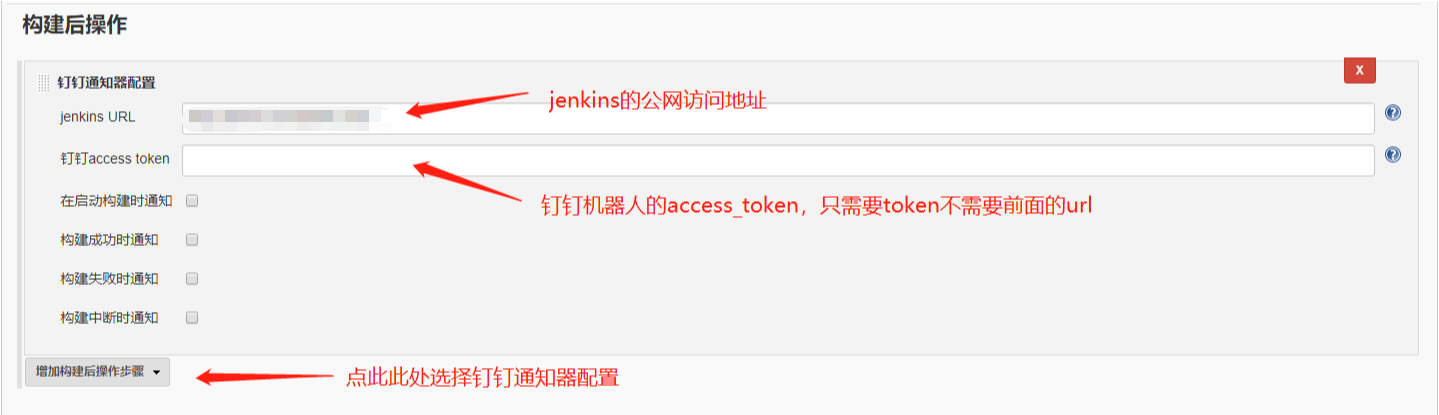 构建后操作
钉钉通知器配置
X
jenkins URL
jenkins的公网访问地址
钉钉access token
钉钉机器人的access_token，只需要token不需要前面的url
在启动构建时通知
构建成功时通知
构建失败时通知
构建中断时通知
增加构建后操作步骤
点此此处选择钉钉通知器配置